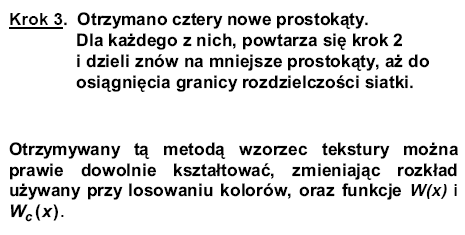 Krok 3. Otrzymano cztery nowe prostokąty.
Dla każdego z nich, powtarza się krok 2
i dzieli znów na mniejsze prostokąty, aż do
osiągnięcia granicy rozdzielczości siatki.
Otrzymywany tą metodą wzorzec tekstury można
prawie dowolnie kształtować, zmieniając rozkład
używany przy losowaniu kolorów, oraz funkcje W(x) i
Wc(x).